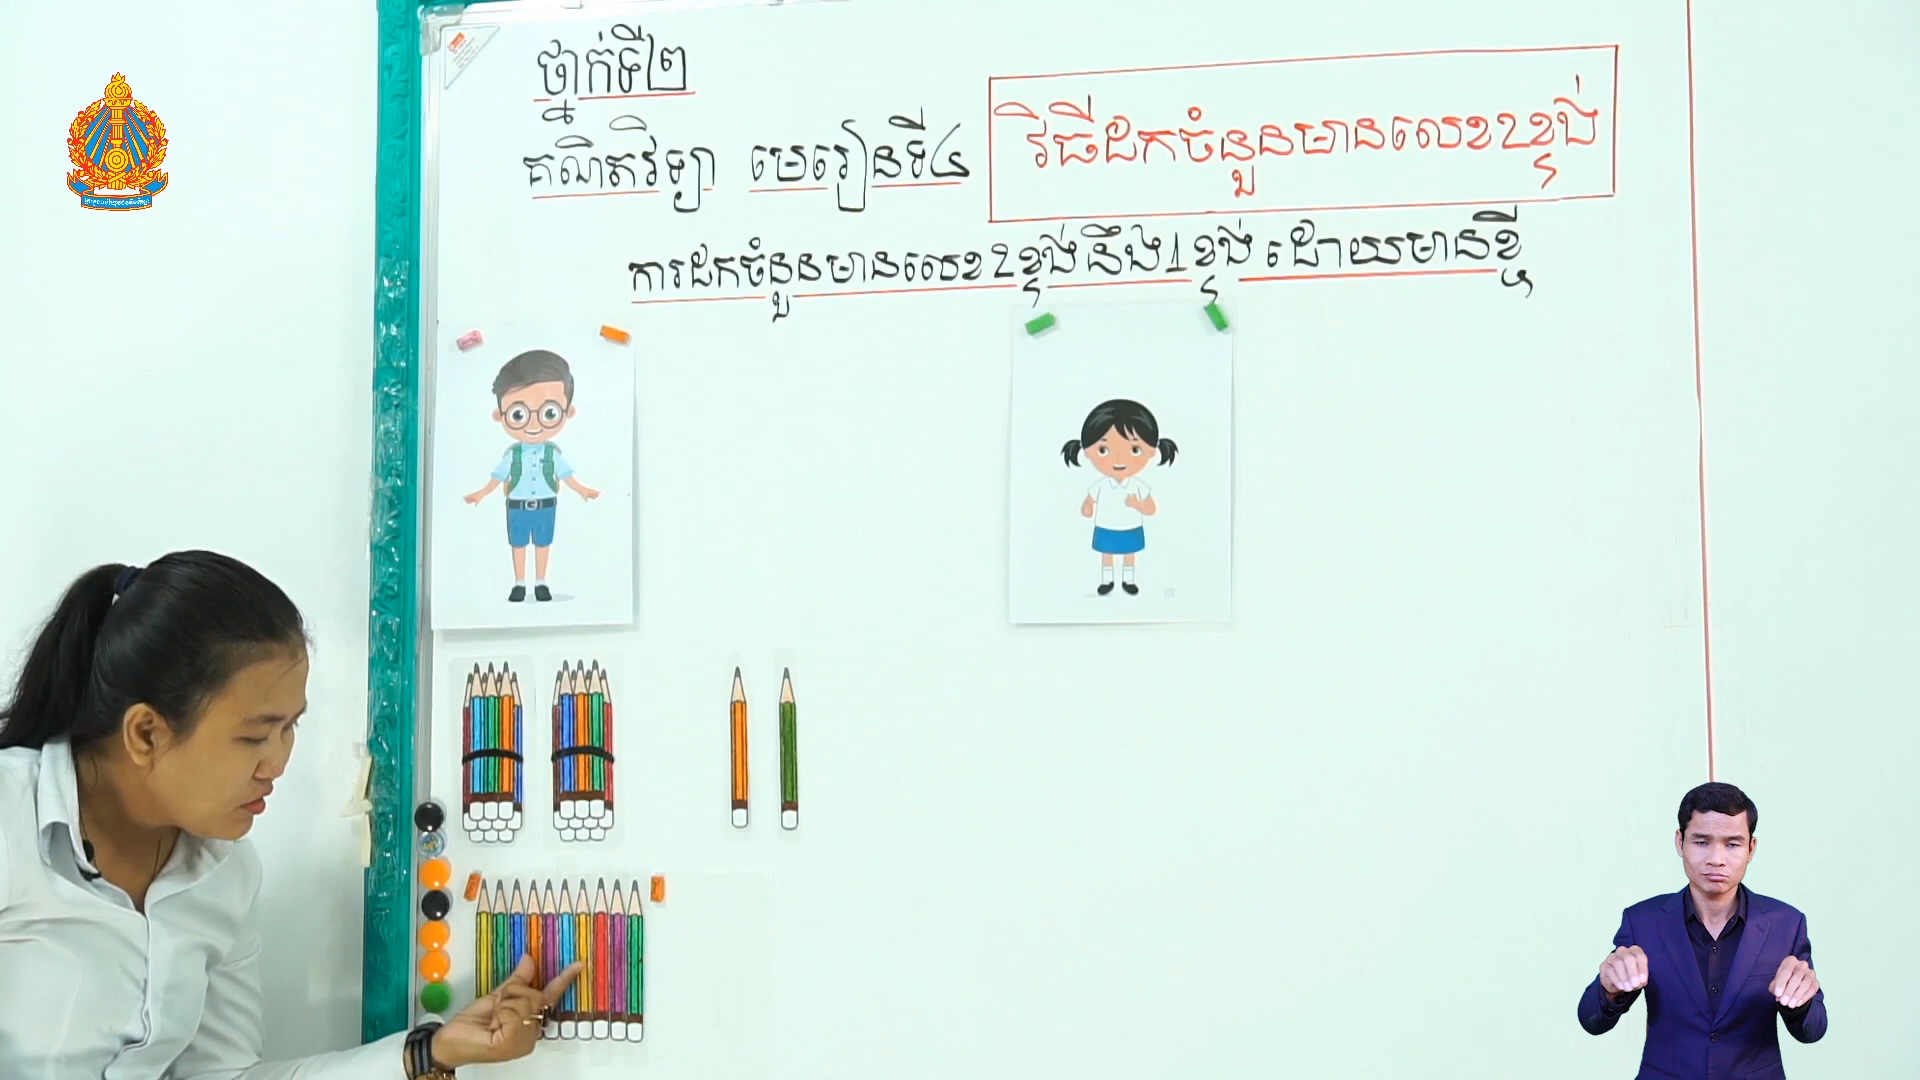 ថ្នាក់ទី២
គណិតវិទ្យា មេរៀនទី៤
វិធីដកចំនួនមានលេខ2ខ្ទង់
ការដកចំនួនមានលេខ2ខ្ទង់នឹង1ខ្ទង់ ដោយមានខ្ចី